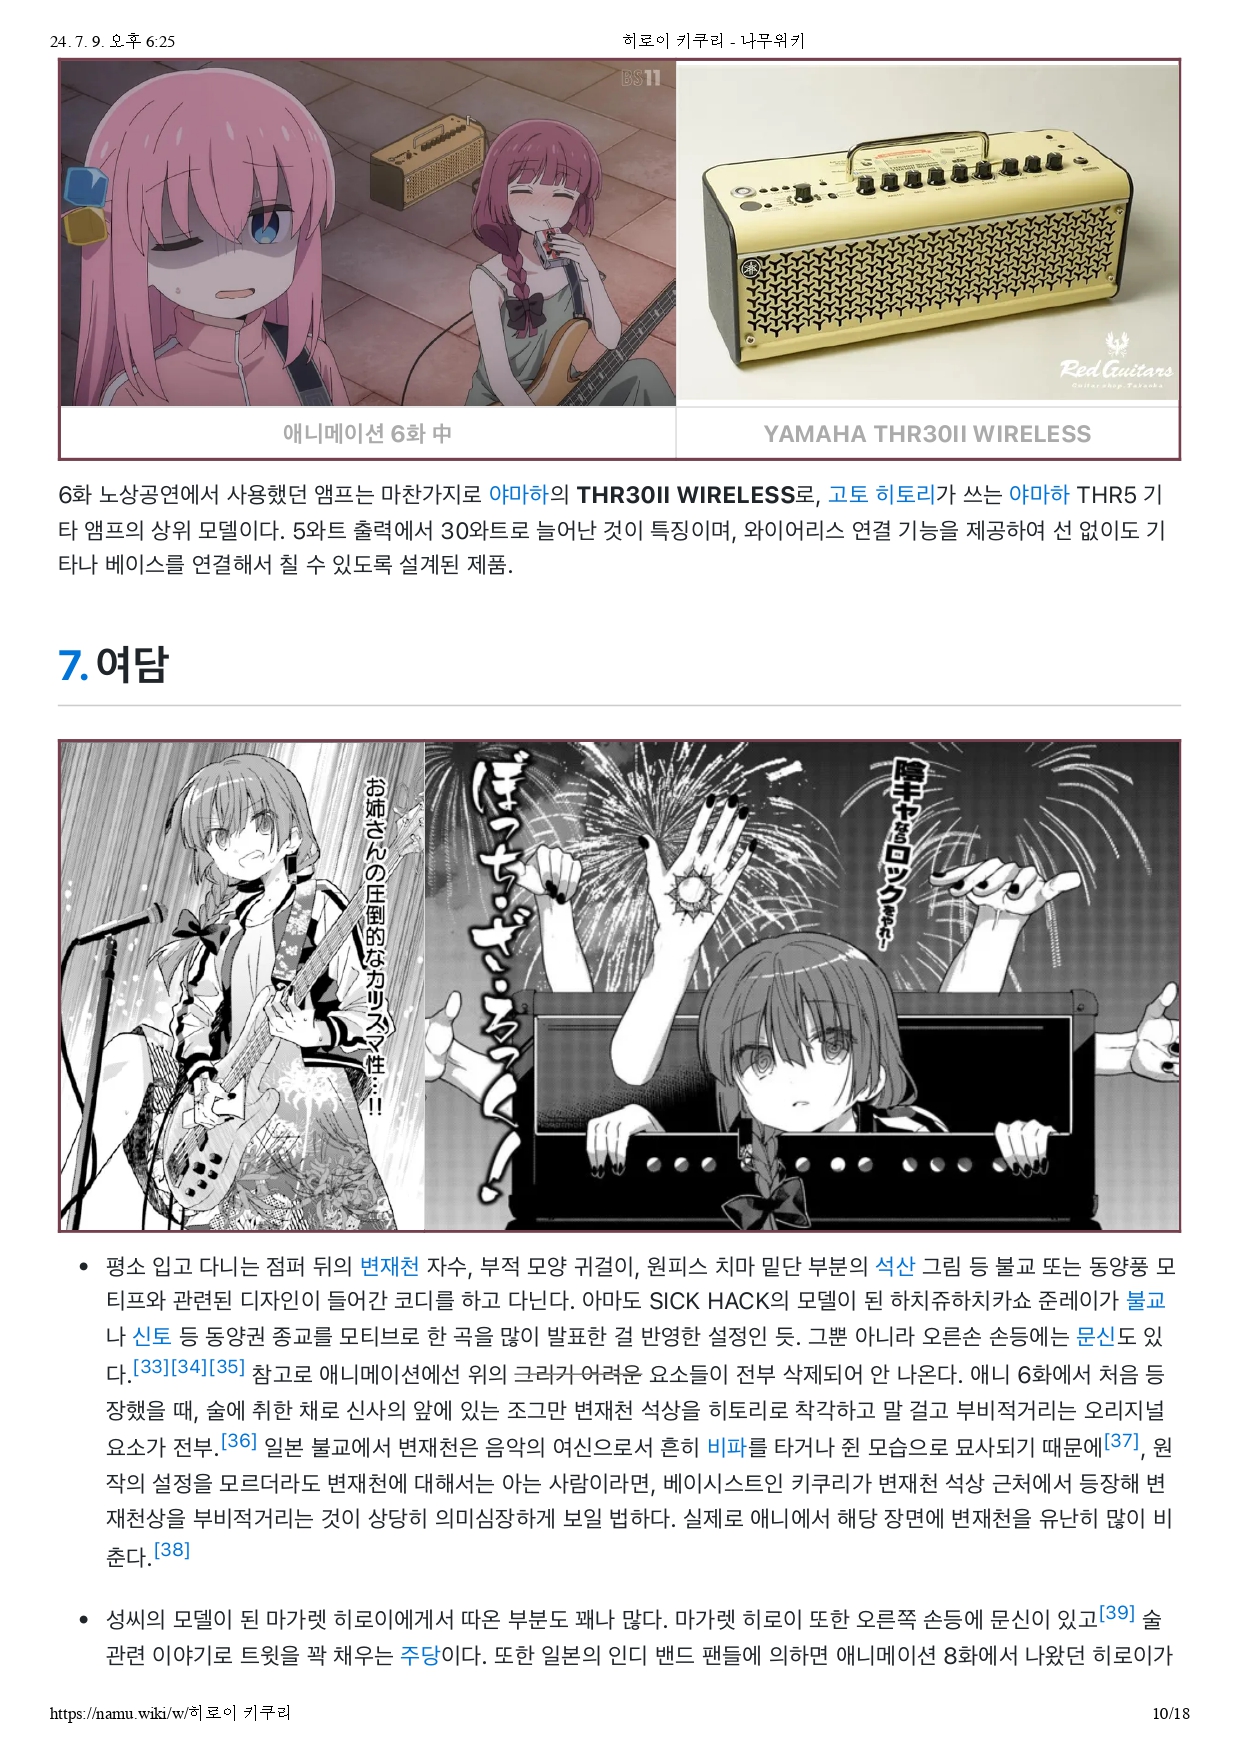 24. 7. 9. 오후 6:25
히로이 키쿠리 - 나무위키
BS11
Red Guitars
애니메이션 6화 中
YAMAHA THR30II WIRELESS
6화 노상공연에서 사용했던 앰프는 마찬가지로 야마하의 THR30II WIRELESS로, 고토 히토리가 쓰는 야마하 THR5 기
타 앰프의 상위 모델이다. 5와트 출력에서 30와트로 늘어난 것이 특징이며, 와이어리스 연결 기능을 제공하여 선 없이도 기
타나 베이스를 연결해서 칠 수 있도록 설계된 제품.
7. 여담
お姉さんの圧倒的なカリスマ性…!!
ぼっち・ざ・ろっく!
陰キャならロックをやれ!
• 평소 입고 다니는 점퍼 뒤의 변재천 자수, 부적 모양 귀걸이, 원피스 치마 밑단 부분의 석산 그림 등 불교 또는 동양풍 모
티프와 관련된 디자인이 들어간 코디를 하고 다닌다. 아마도 SICK HACK의 모델이 된 하치쥬하치카쇼 준레이가 불교
나 신토 등 동양권 종교를 모티브로 한 곡을 많이 발표한 걸 반영한 설정인 듯. 그뿐 아니라 오른손 손등에는 문신도 있
다.[33][34][35] 참고로 애니메이션에선 위의 그리기 어려운 요소들이 전부 삭제되어 안 나온다. 애니 6화에서 처음 등
장했을 때, 술에 취한 채로 신사의 앞에 있는 조그만 변재천 석상을 히토리로 착각하고 말 걸고 부비적거리는 오리지널
요소가 전부.[36] 일본 불교에서 변재천은 음악의 여신으로서 흔히 비파를 타거나 쥔 모습으로 묘사되기 때문에[37], 원
작의 설정을 모르더라도 변재천에 대해서는 아는 사람이라면, 베이시스트인 키쿠리가 변재천 석상 근처에서 등장해 변
재천상을 부비적거리는 것이 상당히 의미심장하게 보일 법하다. 실제로 애니에서 해당 장면에 변재천을 유난히 많이 비
춘다.[38]
• 성씨의 모델이 된 마가렛 히로이에게서 따온 부분도 꽤나 많다. 마가렛 히로이 또한 오른쪽 손등에 문신이 있고[39] 술
관련 이야기로 트윗을 꽉 채우는 주당이다. 또한 일본의 인디 밴드 팬들에 의하면 애니메이션 8화에서 나왔던 히로이가
https://namu.wiki/w/히로이 키쿠리
10/18